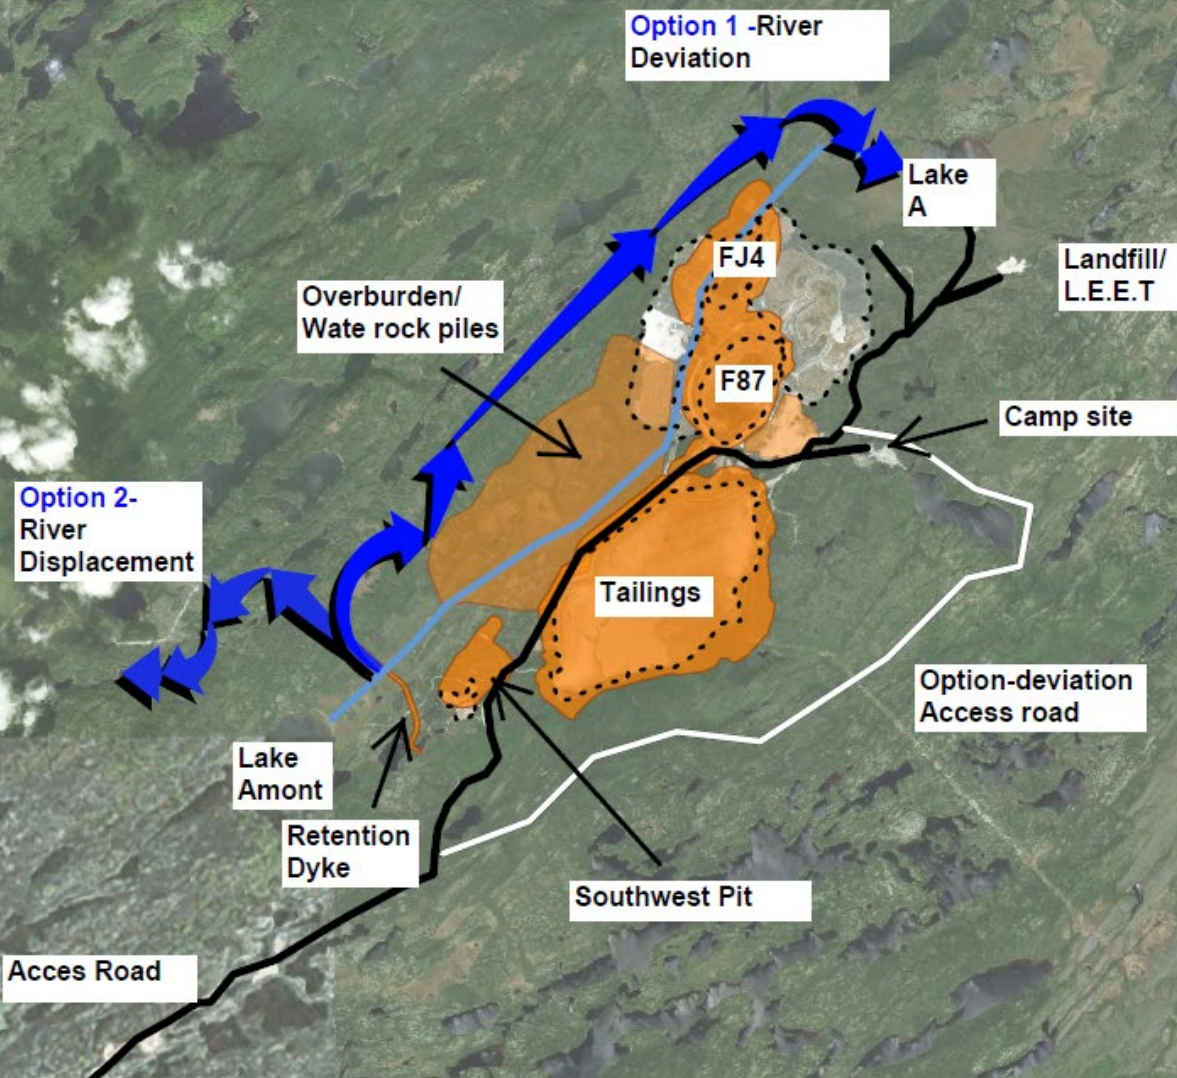 Option 1 -River
Deviation
Lake
A
FJ4
Landfill/
L.E.E.T
Overburden/
Wate rock piles
F87
Camp site
Option 2-
River
Displacement
Tailings
Option-deviation
Access road
Lake
Amont
Retention
Dyke
Southwest Pit
Acces Road